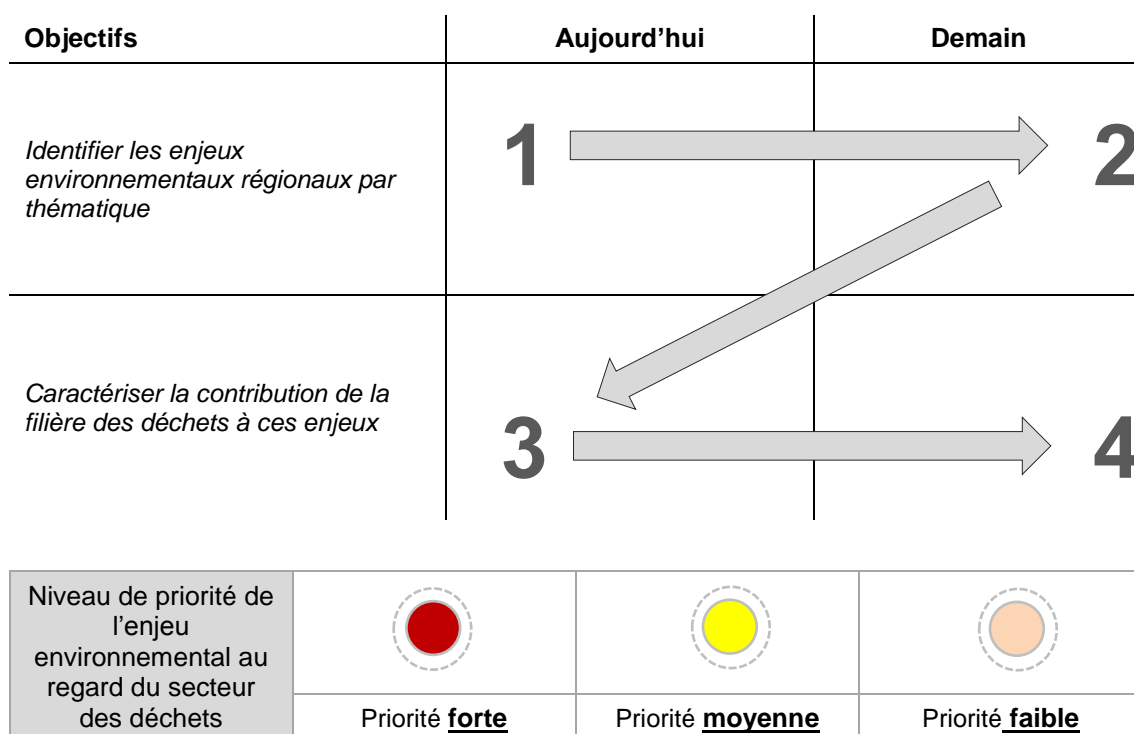 Objectifs
Aujourd'hui
Demain
Identifier les enjeux
environnementaux régionaux par
thématique
1
2
Caractériser la contribution de la
filière des déchets à ces enjeux
3
4
Niveau de priorité de
l'enjeu
environnemental au
regard du secteur
des déchets
Priorité forte
Priorité moyenne
Priorité faible